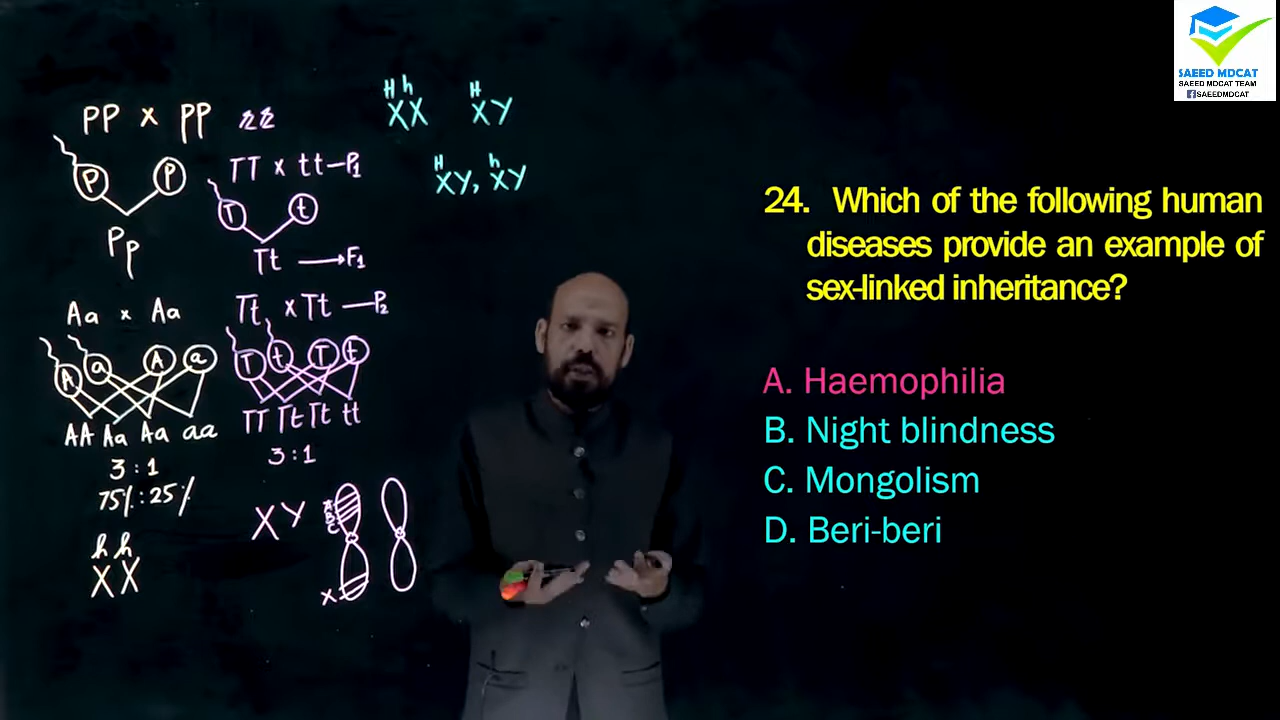 SAEED MDCAT
SAEED MDCAT TEAM
SAEEDMDCAT
PP x pp
TT x tt — P1
P P
T t
Pp
Tt → F1
Aa x Aa
Tt x Tt — P2
A a A a
T t T t
AA Aa Aa aa
TT Tt Tt tt
3 : 1
3 : 1
75% : 25%
h h
XX
XY
A
B
C
X
H h
XX
H
XY
H h
XY, XY
24. Which of the following human
diseases provide an example of
sex-linked inheritance?
A. Haemophilia
B. Night blindness
C. Mongolism
D. Beri-beri